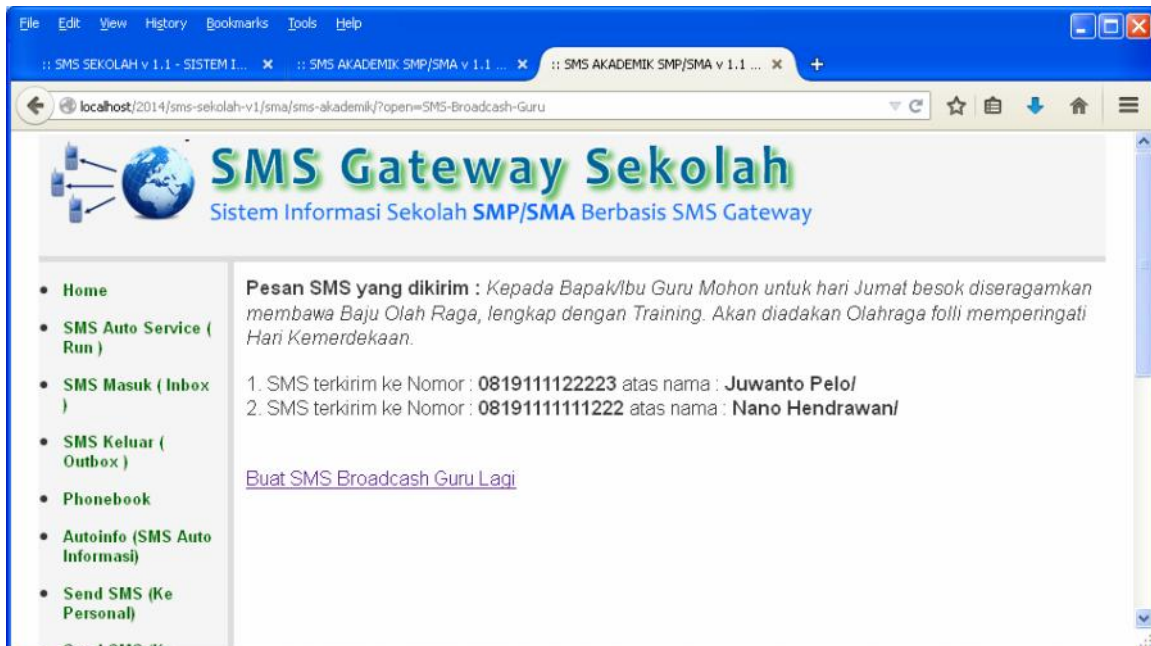 File Edit View History Bookmarks Tools Help
:: SMS SEKOLAH v 1.1 - SISTEM I... × :: SMS AKADEMIK SMP/SMA v 1.1 ... × :: SMS AKADEMIK SMP/SMA v 1.1 ... × +
localhost/2014/sms-sekolah-v1/sma/sms-akademik/?open=SMS-Broadcash-Guru
SMS Gateway Sekolah
Sistem Informasi Sekolah SMP/SMA Berbasis SMS Gateway
• Home
• SMS Auto Service (
Run )
• SMS Masuk ( Inbox
)
• SMS Keluar (
Outbox )
• Phonebook
• Autoinfo (SMS Auto
Informasi)
• Send SMS (Ke
Personal)
Pesan SMS yang dikirim : Kepada Bapak/Ibu Guru Mohon untuk hari Jumat besok diseragamkan
membawa Baju Olah Raga, lengkap dengan Training. Akan diadakan Olahraga folli memperingati
Hari Kemerdekaan.
1. SMS terkirim ke Nomor : 0819111122223 atas nama : Juwanto Pelo/
2. SMS terkirim ke Nomor : 08191111111222 atas nama : Nano Hendrawan/
Buat SMS Broadcash Guru Lagi